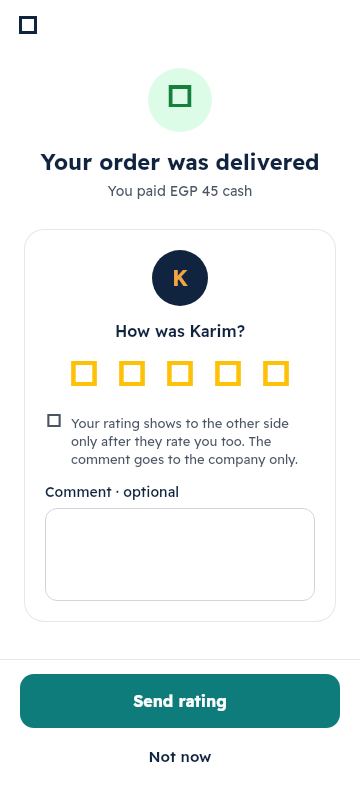 Your order was delivered
You paid EGP 45 cash
K
How was Karim?
Your rating shows to the other side
only after they rate you too. The
comment goes to the company only.
Comment · optional
Send rating
Not now